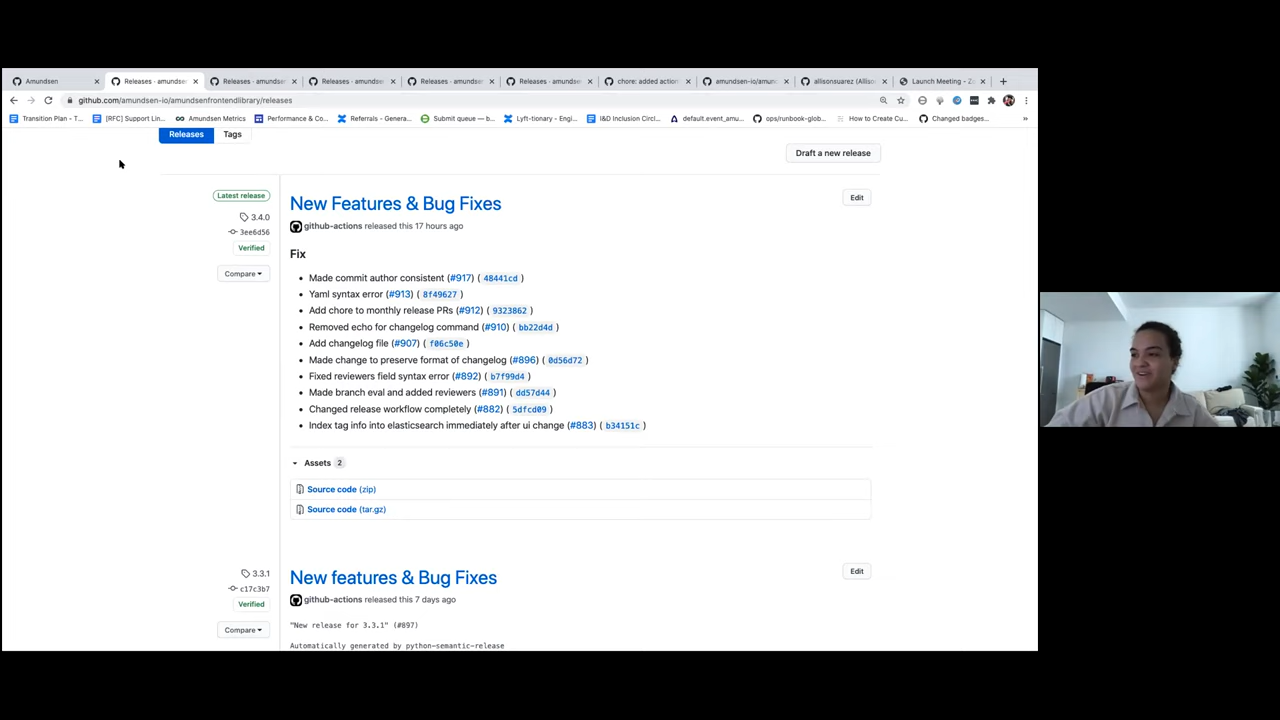 Amundsen
Releases · amundsen
Releases · amundsen
Releases · amundsen
Releases · amundsen
Releases · amundsen
chore: added action
amundsen-io/amun
allisonsuarez (Alliso
Launch Meeting - Zo
github.com/amundsen-io/amundsenfrontendlibrary/releases
Transition Plan - T...
[RFC] Support Lin...
Amundsen Metrics
Performance & Co...
Referrals - Genera...
Submit queue — b...
Lyft-tionary - Engi...
I&D Inclusion Circl...
default.event_amu...
ops/runbook-glob...
How to Create Cu...
Changed badges...
Releases
Tags
Draft a new release
Latest release
3.4.0
3ee6d56
Verified
Compare
New Features & Bug Fixes
Edit
github-actions released this 17 hours ago
Fix
Made commit author consistent (#917) ( 48441cd )
Yaml syntax error (#913) ( 8f49627 )
Add chore to monthly release PRs (#912) ( 9323862 )
Removed echo for changelog command (#910) ( bb22d4d )
Add changelog file (#907) ( f06c50e )
Made change to preserve format of changelog (#896) ( 0d56d72 )
Fixed reviewers field syntax error (#892) ( b7f99d4 )
Made branch eval and added reviewers (#891) ( dd57d44 )
Changed release workflow completely (#882) ( 5dfcd09 )
Index tag info into elasticsearch immediately after ui change (#883) ( b34151c )
Assets 2
Source code (zip)
Source code (tar.gz)
3.3.1
c17c3b7
Verified
Compare
New features & Bug Fixes
Edit
github-actions released this 7 days ago
"New release for 3.3.1" (#897)
Automatically generated by python-semantic-release